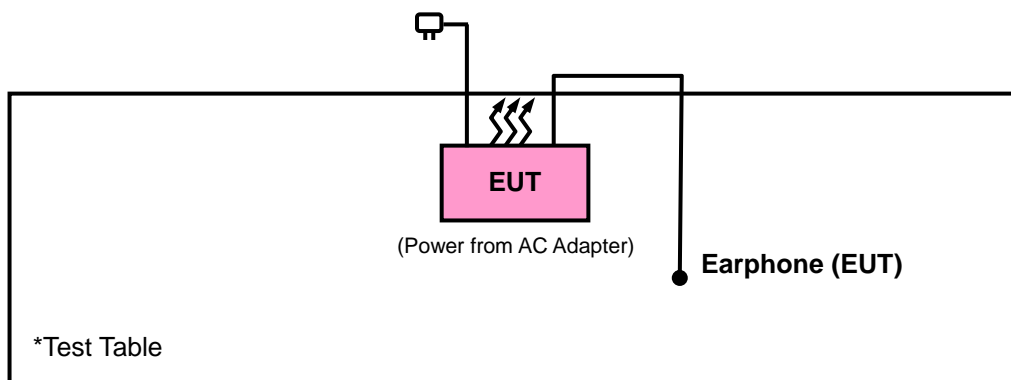 EUT
(Power from AC Adapter)
Earphone (EUT)
*Test Table